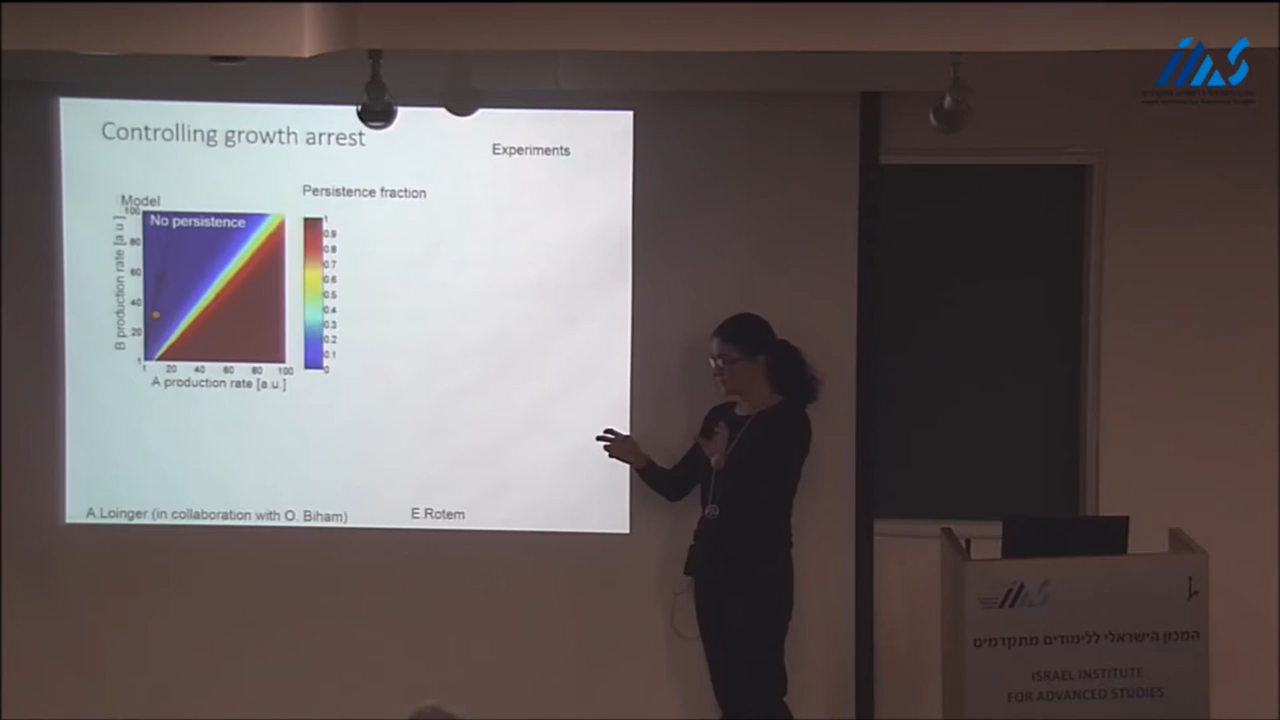 Controlling growth arrest
Experiments
Persistence fraction
Model
No persistence
100
80
60
40
20
1
B production rate [a.u.]
1 20 40 60 80 100
A production rate [a.u.]
1
0.9
0.8
0.7
0.6
0.5
0.4
0.3
0.2
0.1
0
A.Loinger (in collaboration with O. Biham)
E.Rotem
המכון הישראלי ללימודים מתקדמים
ISRAEL INSTITUTE
FOR ADVANCED STUDIES